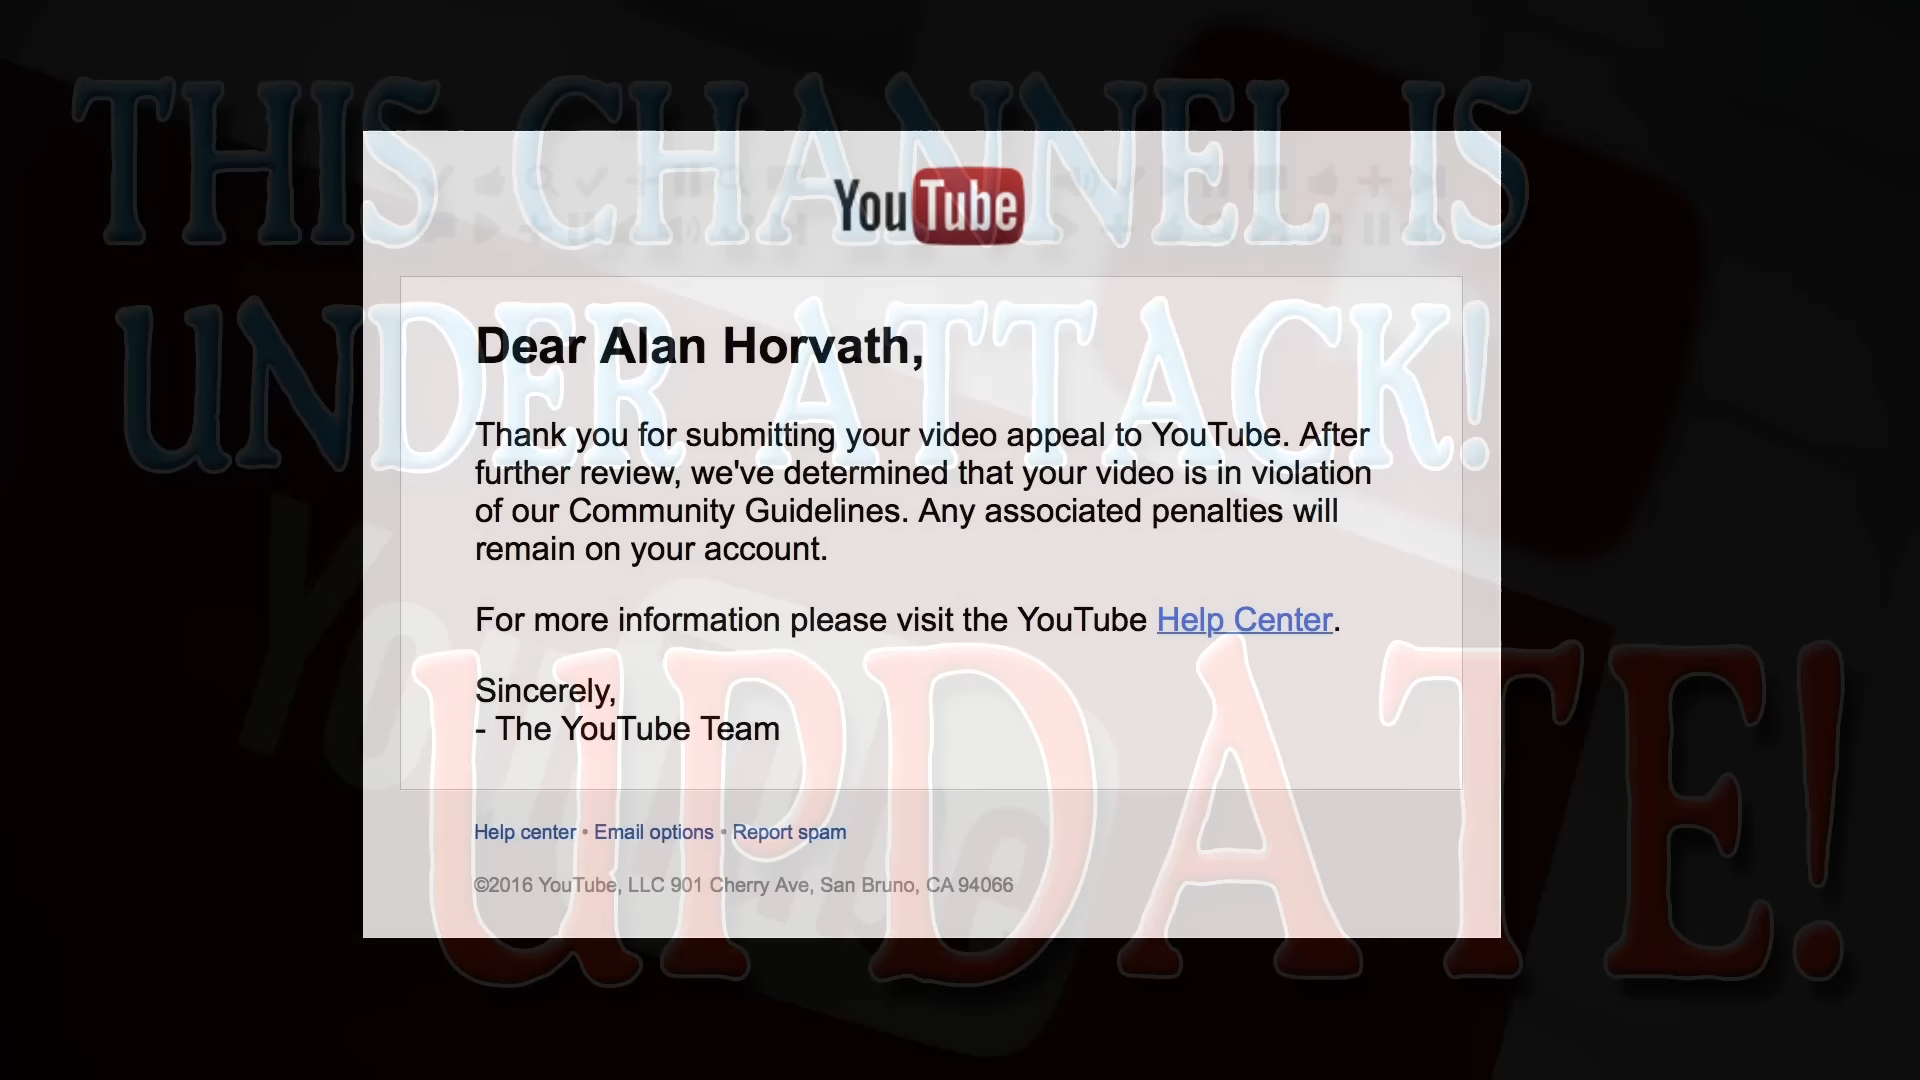 THIS CHANNEL IS
UNDER ATTACK!
UPDATE!
YouTube
Dear Alan Horvath,
Thank you for submitting your video appeal to YouTube. After
further review, we've determined that your video is in violation
of our Community Guidelines. Any associated penalties will
remain on your account.
For more information please visit the YouTube Help Center.
Sincerely,
- The YouTube Team
Help center • Email options • Report spam
©2016 YouTube, LLC 901 Cherry Ave, San Bruno, CA 94066
YouTube